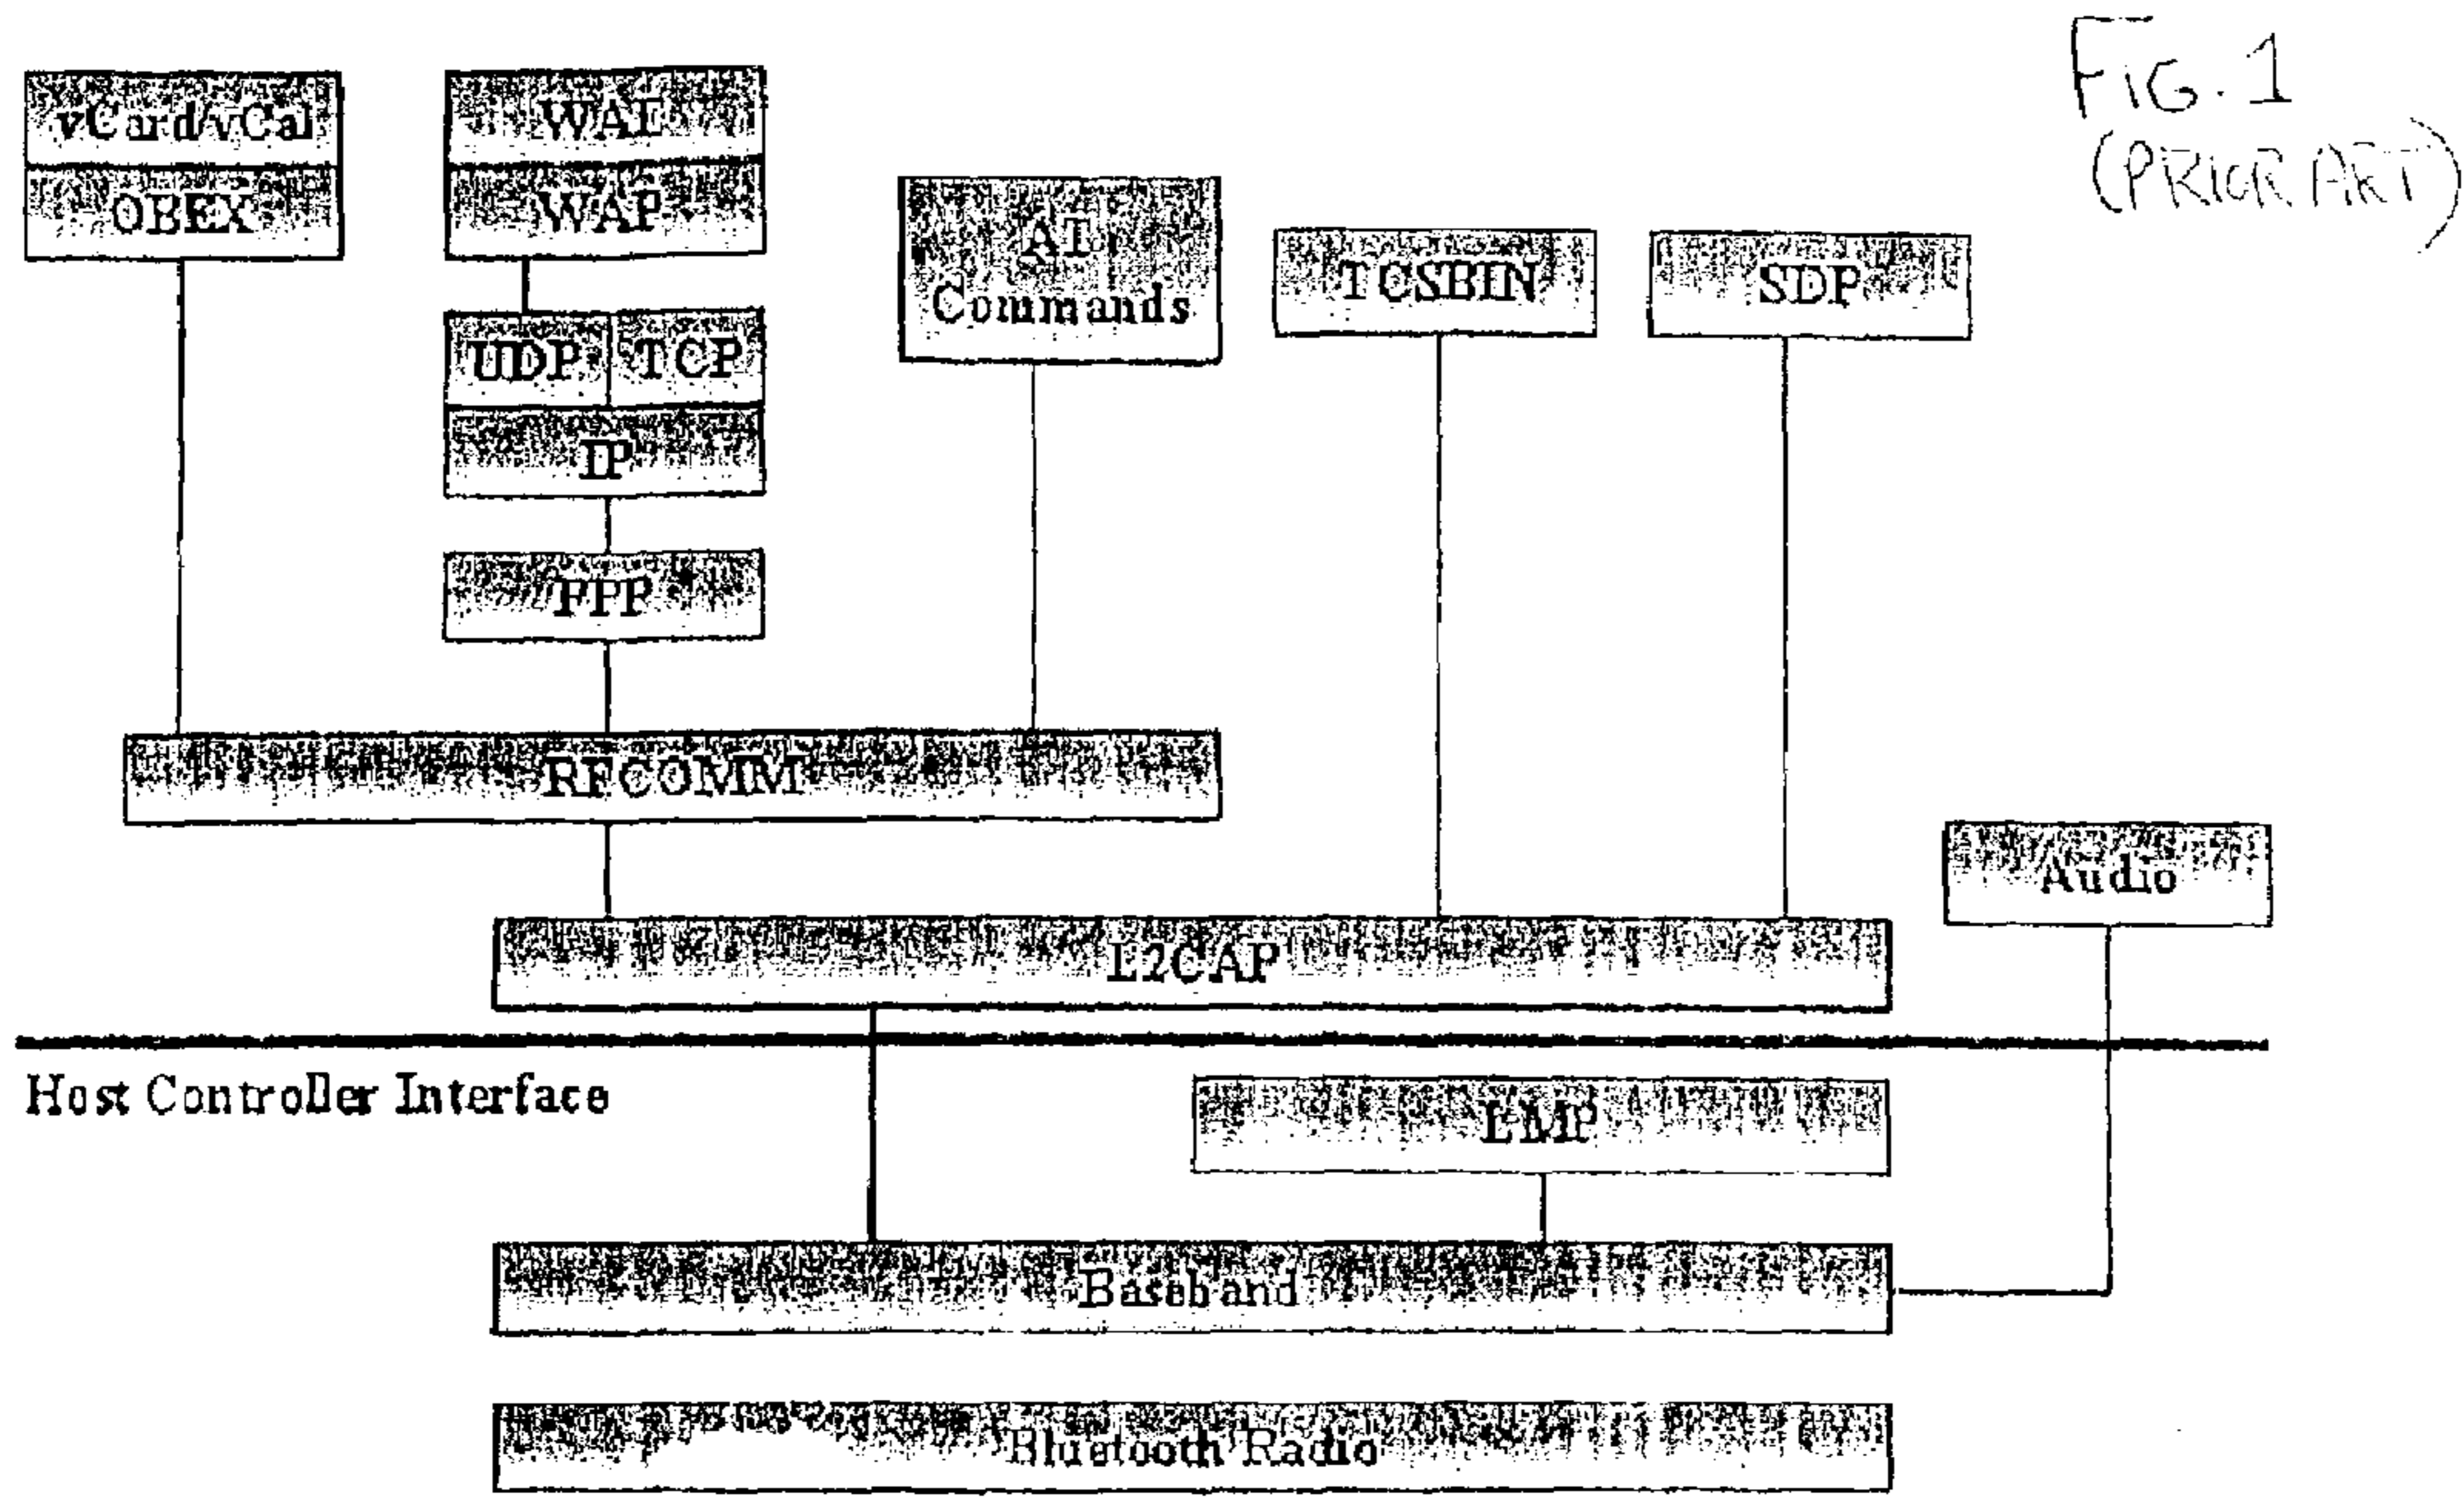 FIG. 1
(PRIOR ART)
vCard/vCal
OBEX
WAE
WAP
AT
Commands
TCSBIN
SDP
UDP
TCP
IP
PPP
RFCOMM
Audio
L2CAP
Host Controller Interface
LMP
Baseband
Bluetooth Radio